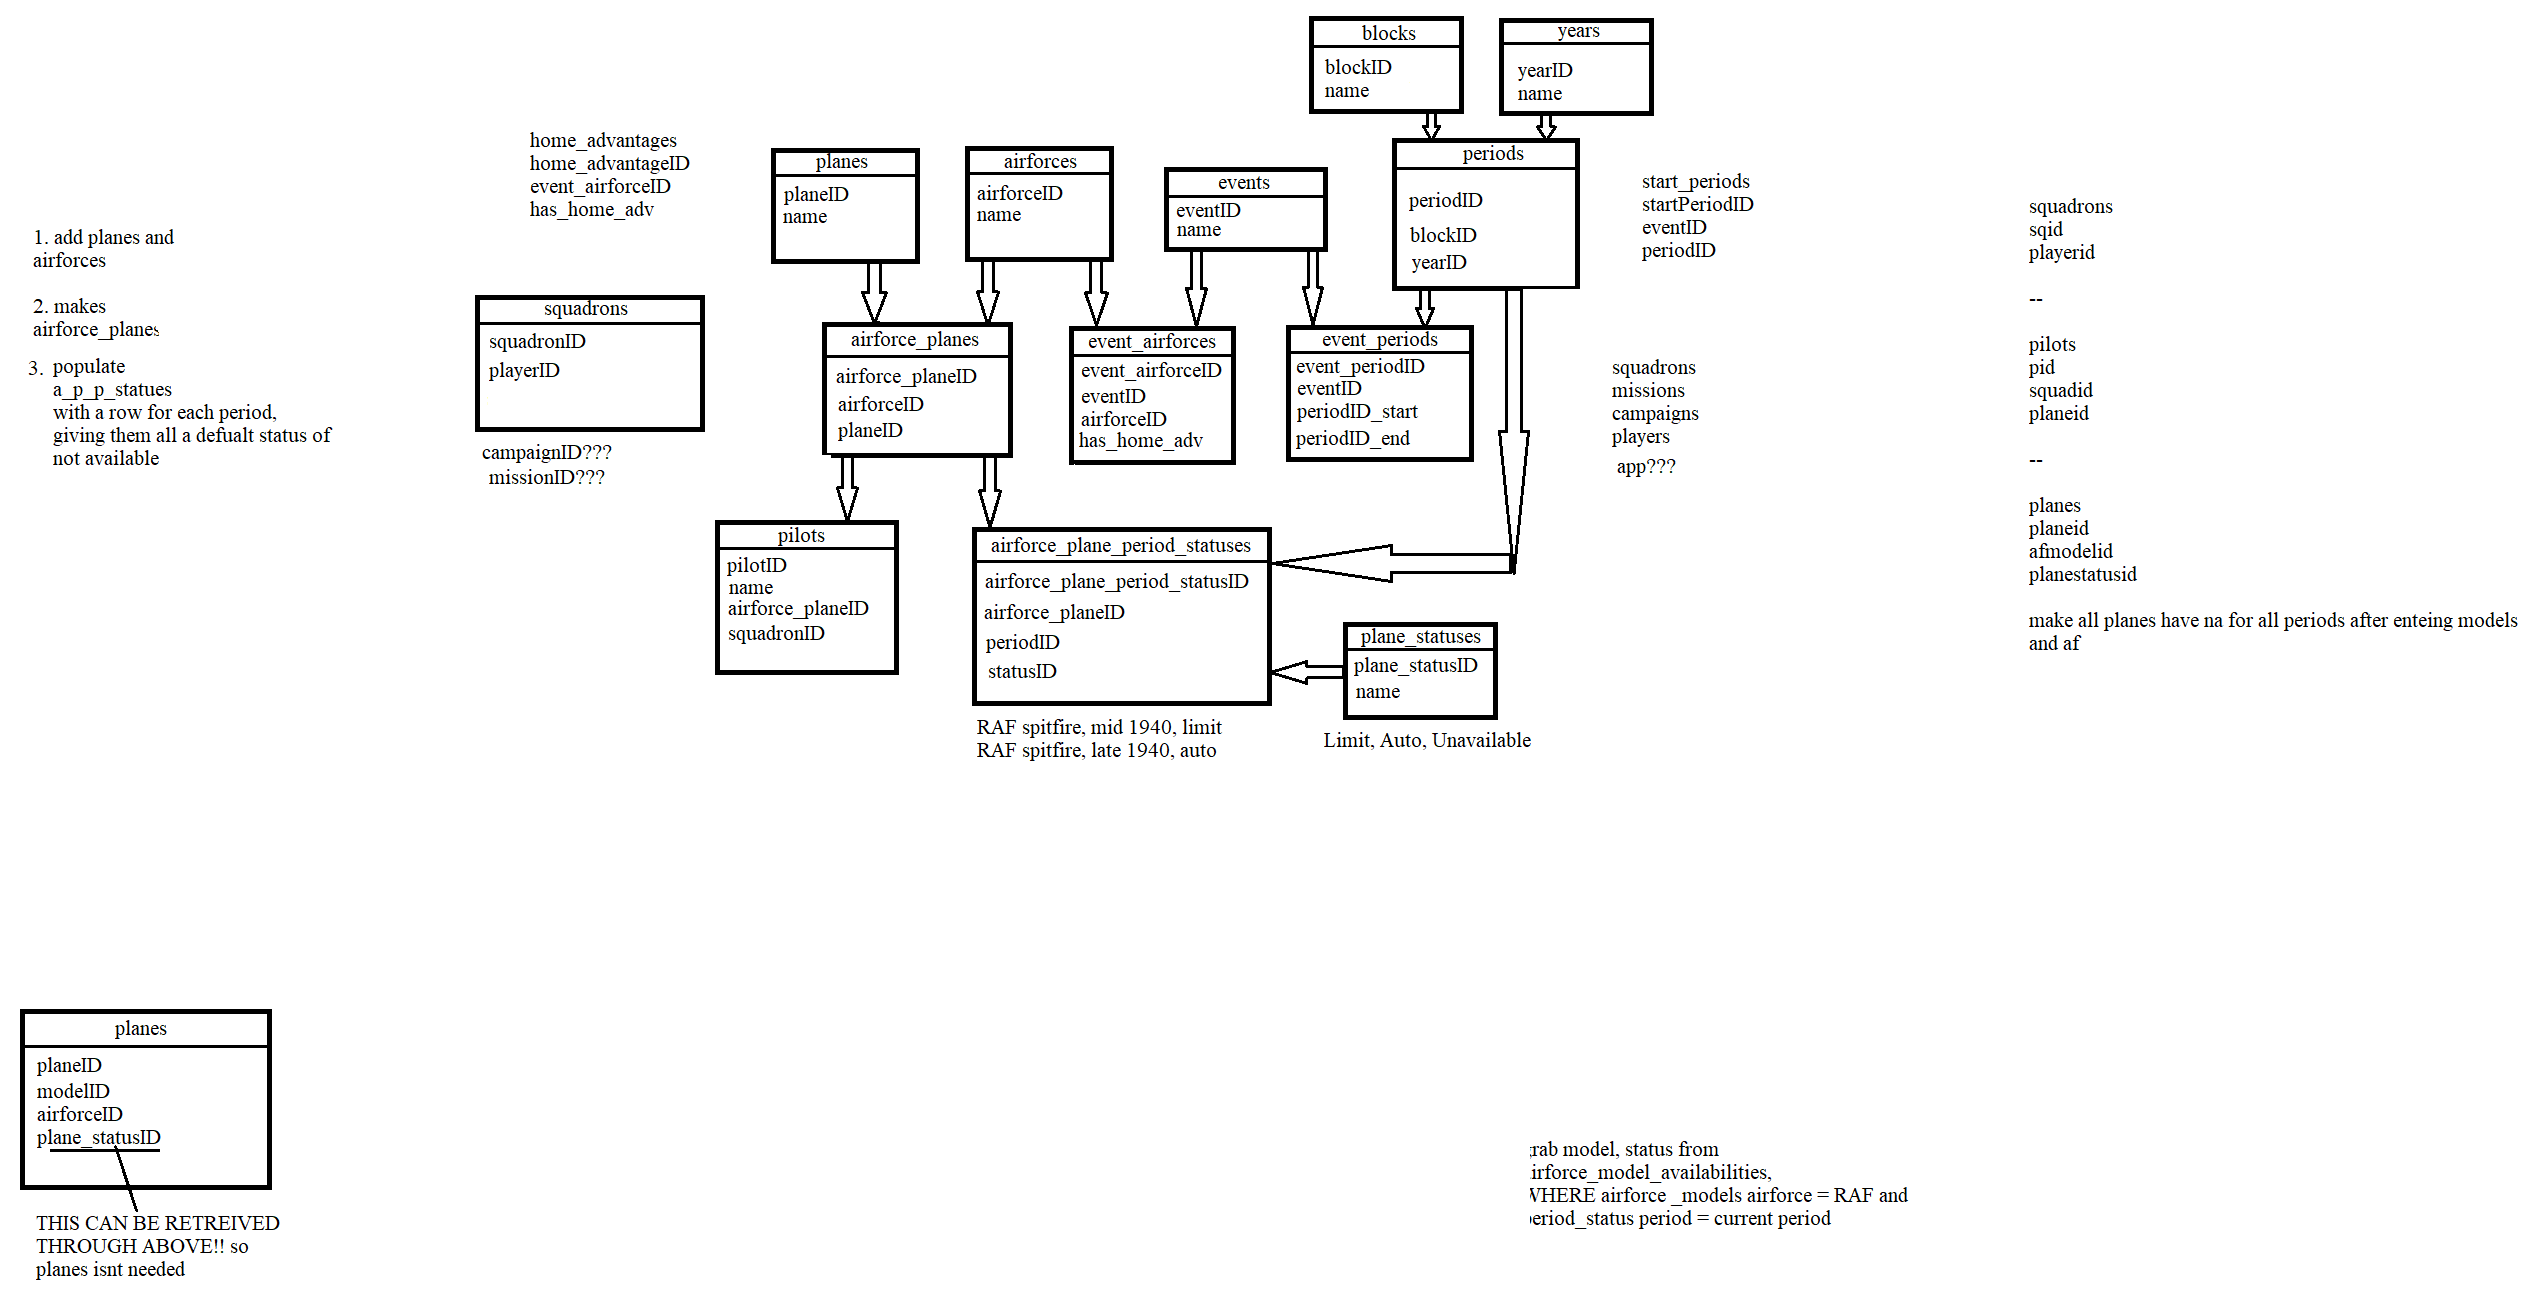 blocks
blockID
name
years
yearID
name
home_advantages
home_advantageID
event_airforceID
has_home_adv
planes
planeID
name
airforces
airforceID
name
events
eventID
name
periods
periodID
blockID
yearID
start_periods
startPeriodID
eventID
periodID
squadrons
sqid
playerid
--
pilots
pid
squadid
planeid
--
planes
planeid
afmodelid
planestatusid
make all planes have na for all periods after enteing models
and af
1. add planes and
airforces
2. makes
airforce_planes
3. populate
a_p_p_statues
with a row for each period,
giving them all a defualt status of
not available
squadrons
squadronID
playerID
campaignID???
missionID???
airforce_planes
airforce_planeID
airforceID
planeID
event_airforces
event_airforceID
eventID
airforceID
has_home_adv
event_periods
event_periodID
eventID
periodID_start
periodID_end
squadrons
missions
campaigns
players
app???
pilots
pilotID
name
airforce_planeID
squadronID
airforce_plane_period_statuses
airforce_plane_period_statusID
airforce_planeID
periodID
statusID
plane_statuses
plane_statusID
name
RAF spitfire, mid 1940, limit
RAF spitfire, late 1940, auto
Limit, Auto, Unavailable
planes
planeID
modelID
airforceID
plane_statusID
THIS CAN BE RETREIVED
THROUGH ABOVE!! so
planes isnt needed
rab model, status from
irforce_model_availabilities,
WHERE airforce _models airforce = RAF and
period_status period = current period